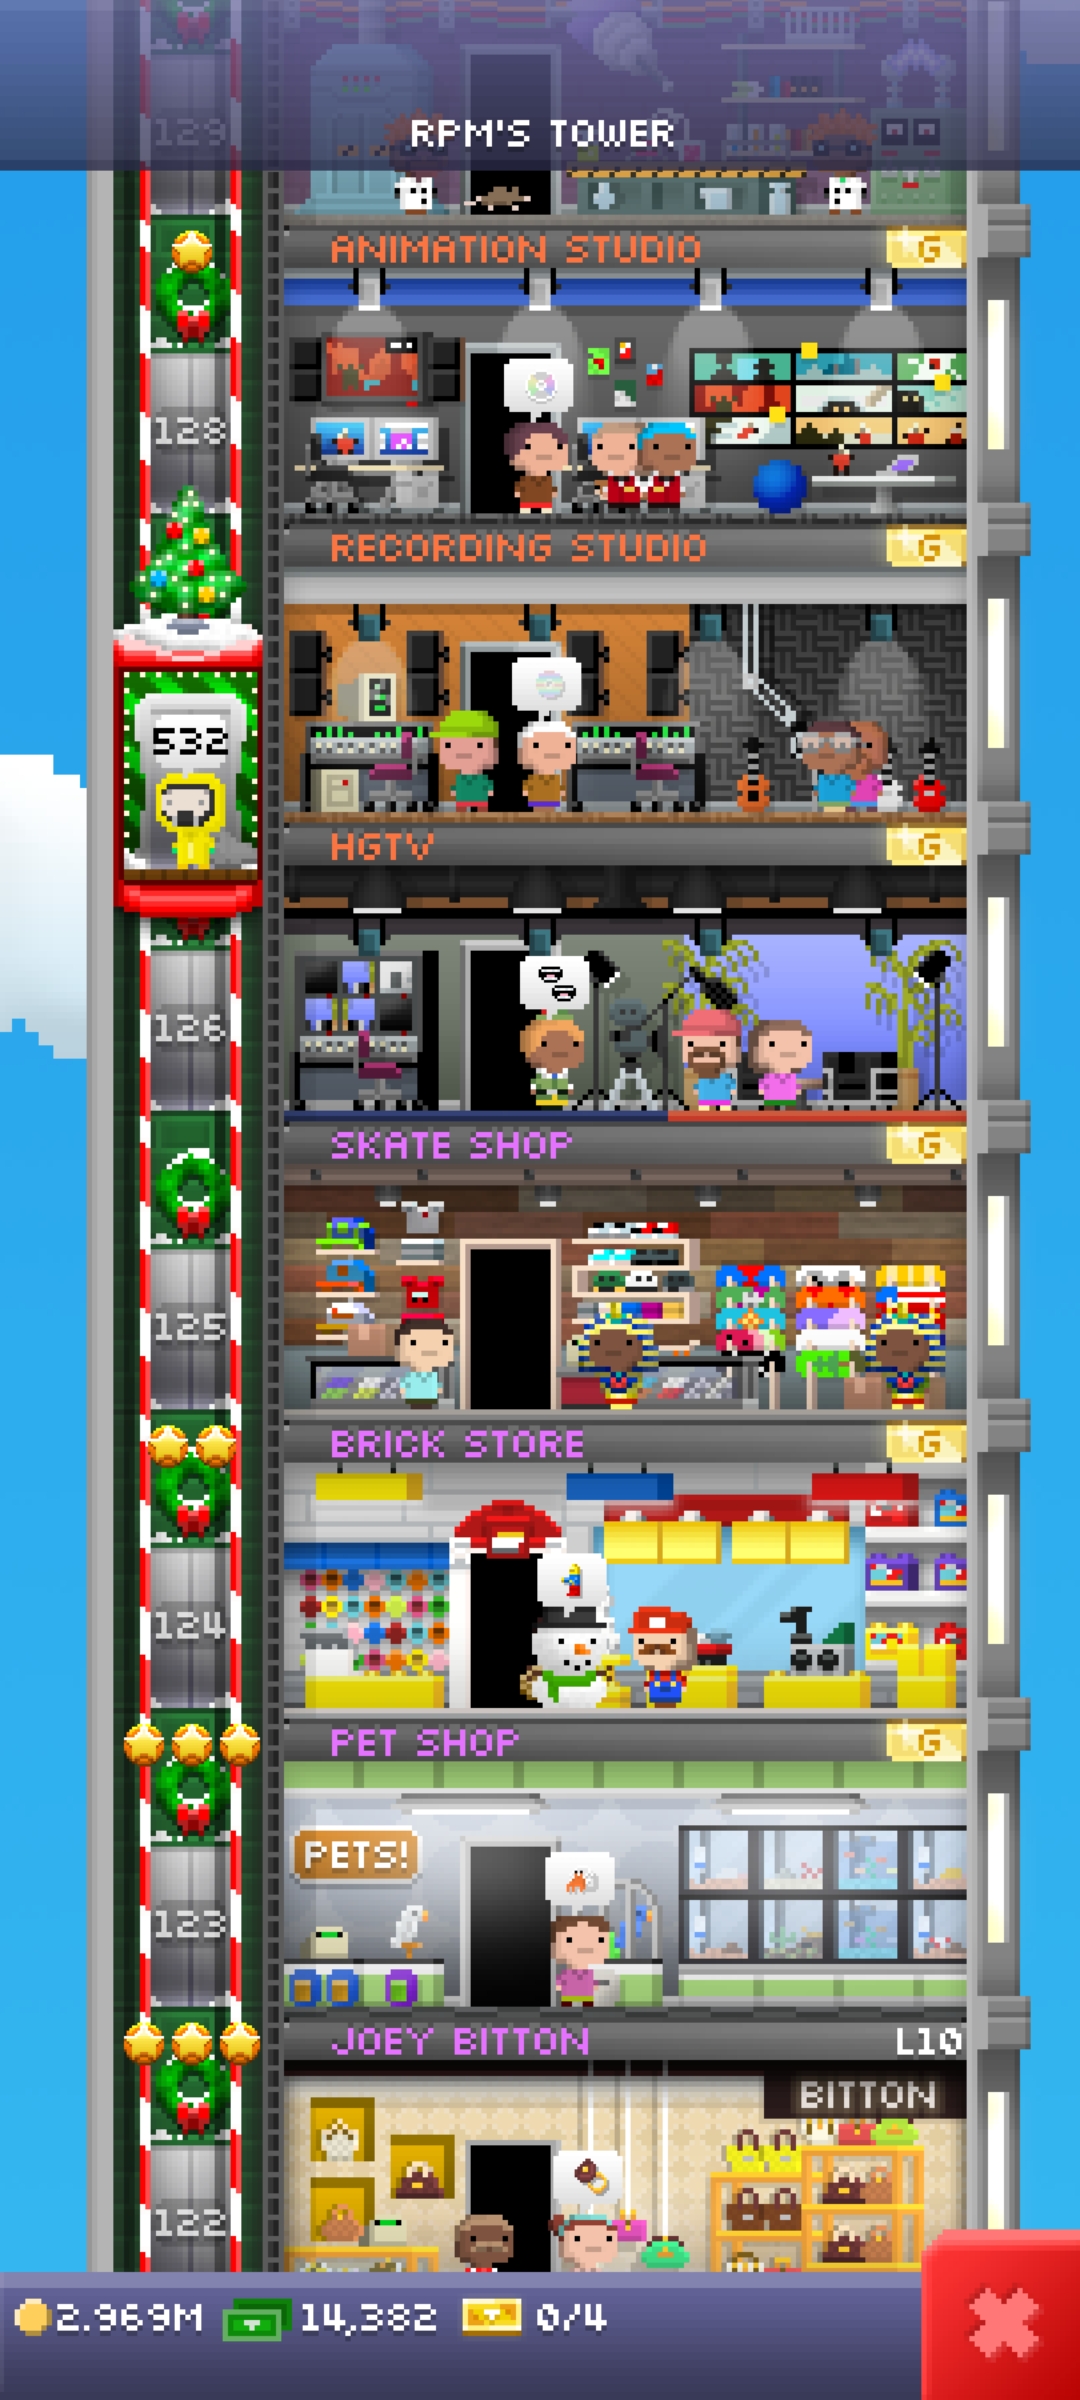 129
RPM'S TOWER
ANIMATION STUDIO G
128
RECORDING STUDIO G
532
HGTV G
126
SKATE SHOP G
125
BRICK STORE G
124
PET SHOP G
PETS!
123
JOEY BITTON L10
BITTON
122
2.969M 14,382 0/4